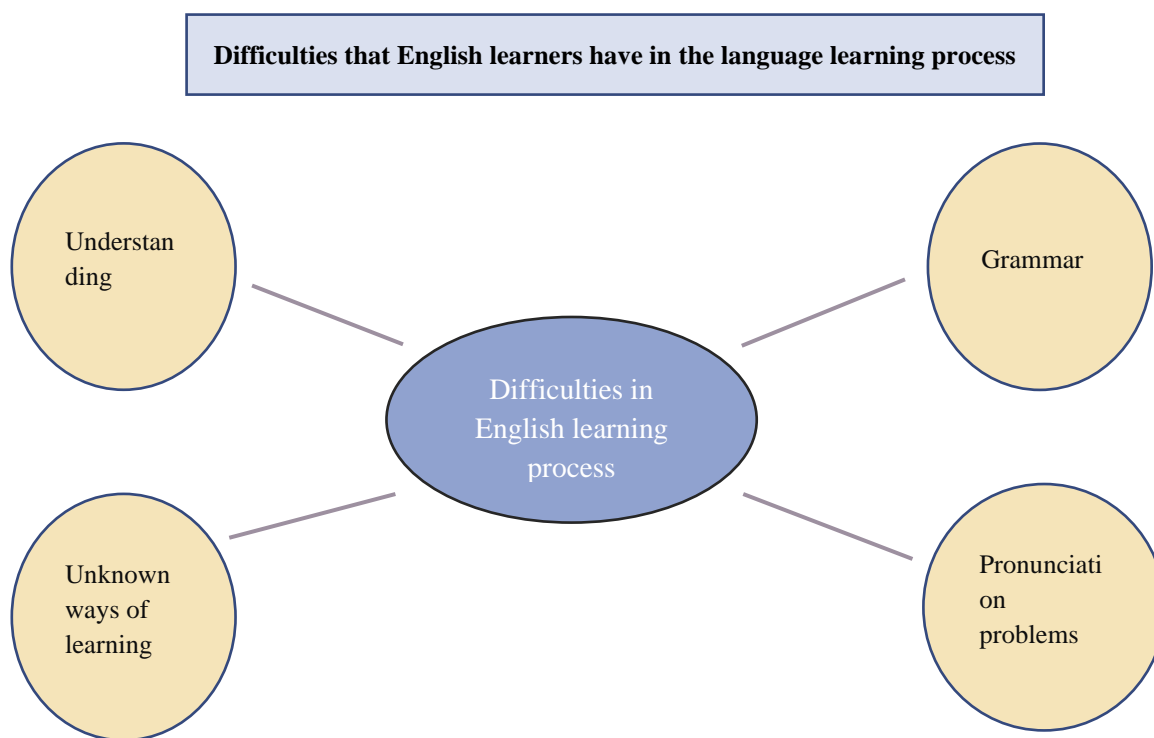 Difficulties that English learners have in the language learning process
Understan
ding
Grammar
Difficulties in
English learning
process
Unknown
ways of
learning
Pronunciati
on
problems